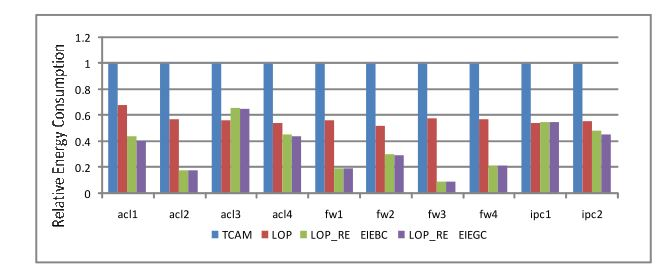 Relative Energy Consumption
1.2
1
0.8
0.6
0.4
0.2
0
acl1 acl2 acl3 acl4 fw1 fw2 fw3 fw4 ipc1 ipc2
TCAM LOP LOP_RE EIEBC LOP_RE EIEGC